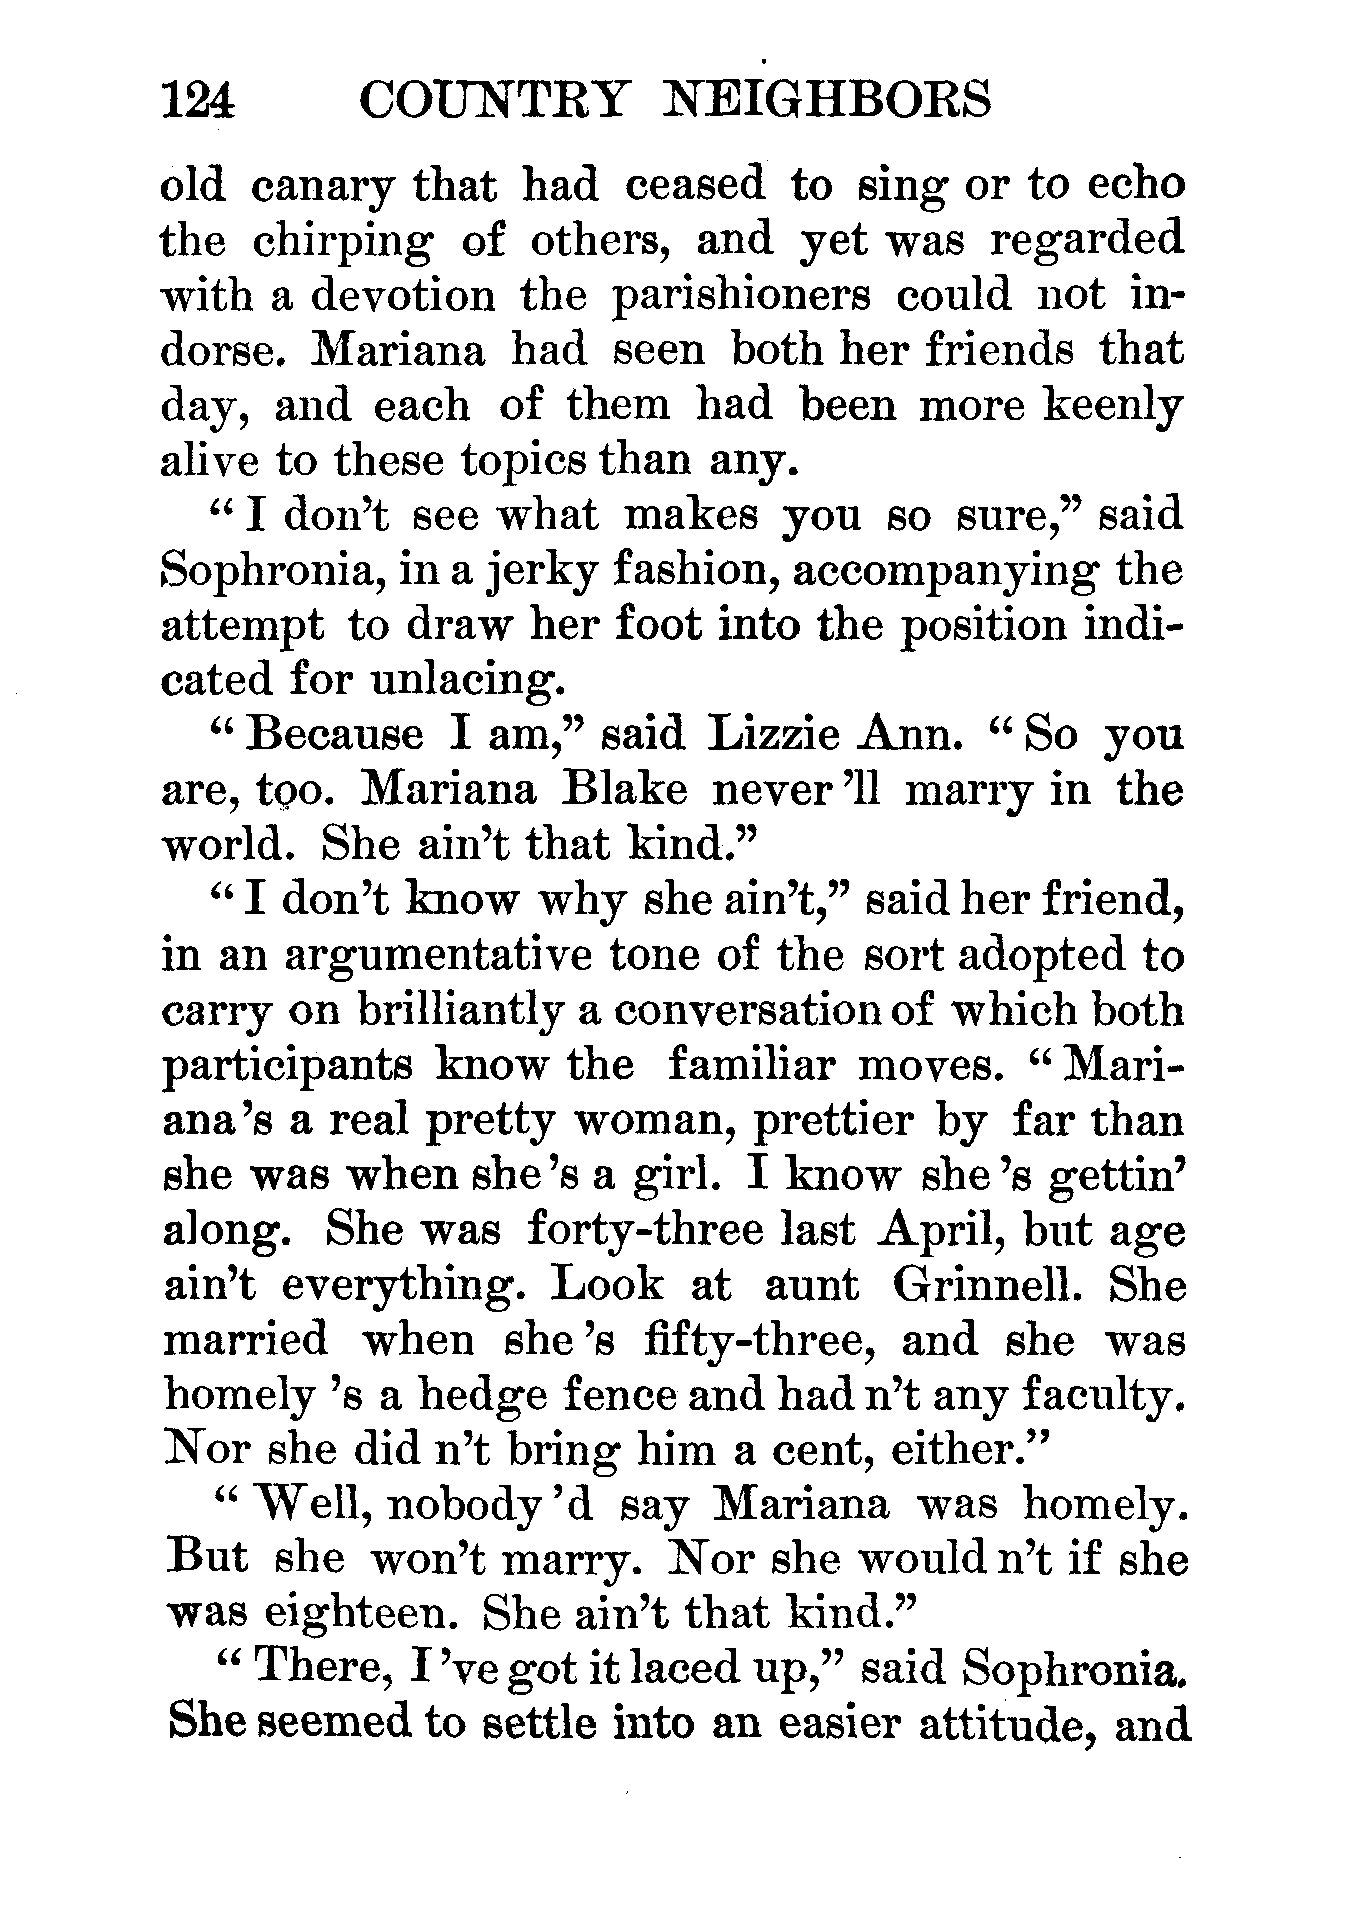 124 COUNTRY NEIGHBORS
old canary that had ceased to sing or to echo
the chirping of others, and yet was regarded
with a devotion the parishioners could not in-
dorse. Mariana had seen both her friends that
day, and each of them had been more keenly
alive to these topics than any.
“ I don’t see what makes you so sure,” said
Sophronia, in a jerky fashion, accompanying the
attempt to draw her foot into the position indi-
cated for unlacing.
“ Because I am,” said Lizzie Ann. “ So you
are, too. Mariana Blake never ’ll marry in the
world. She ain’t that kind.”
“ I don’t know why she ain’t,” said her friend,
in an argumentative tone of the sort adopted to
carry on brilliantly a conversation of which both
participants know the familiar moves. “ Mari-
ana ’s a real pretty woman, prettier by far than
she was when she ’s a girl. I know she ’s gettin’
along. She was forty-three last April, but age
ain’t everything. Look at aunt Grinnell. She
married when she ’s fifty-three, and she was
homely ’s a hedge fence and had n’t any faculty.
Nor she did n’t bring him a cent, either.”
“ Well, nobody ’d say Mariana was homely.
But she won’t marry. Nor she would n’t if she
was eighteen. She ain’t that kind.”
“ There, I ’ve got it laced up,” said Sophronia.
She seemed to settle into an easier attitude, and